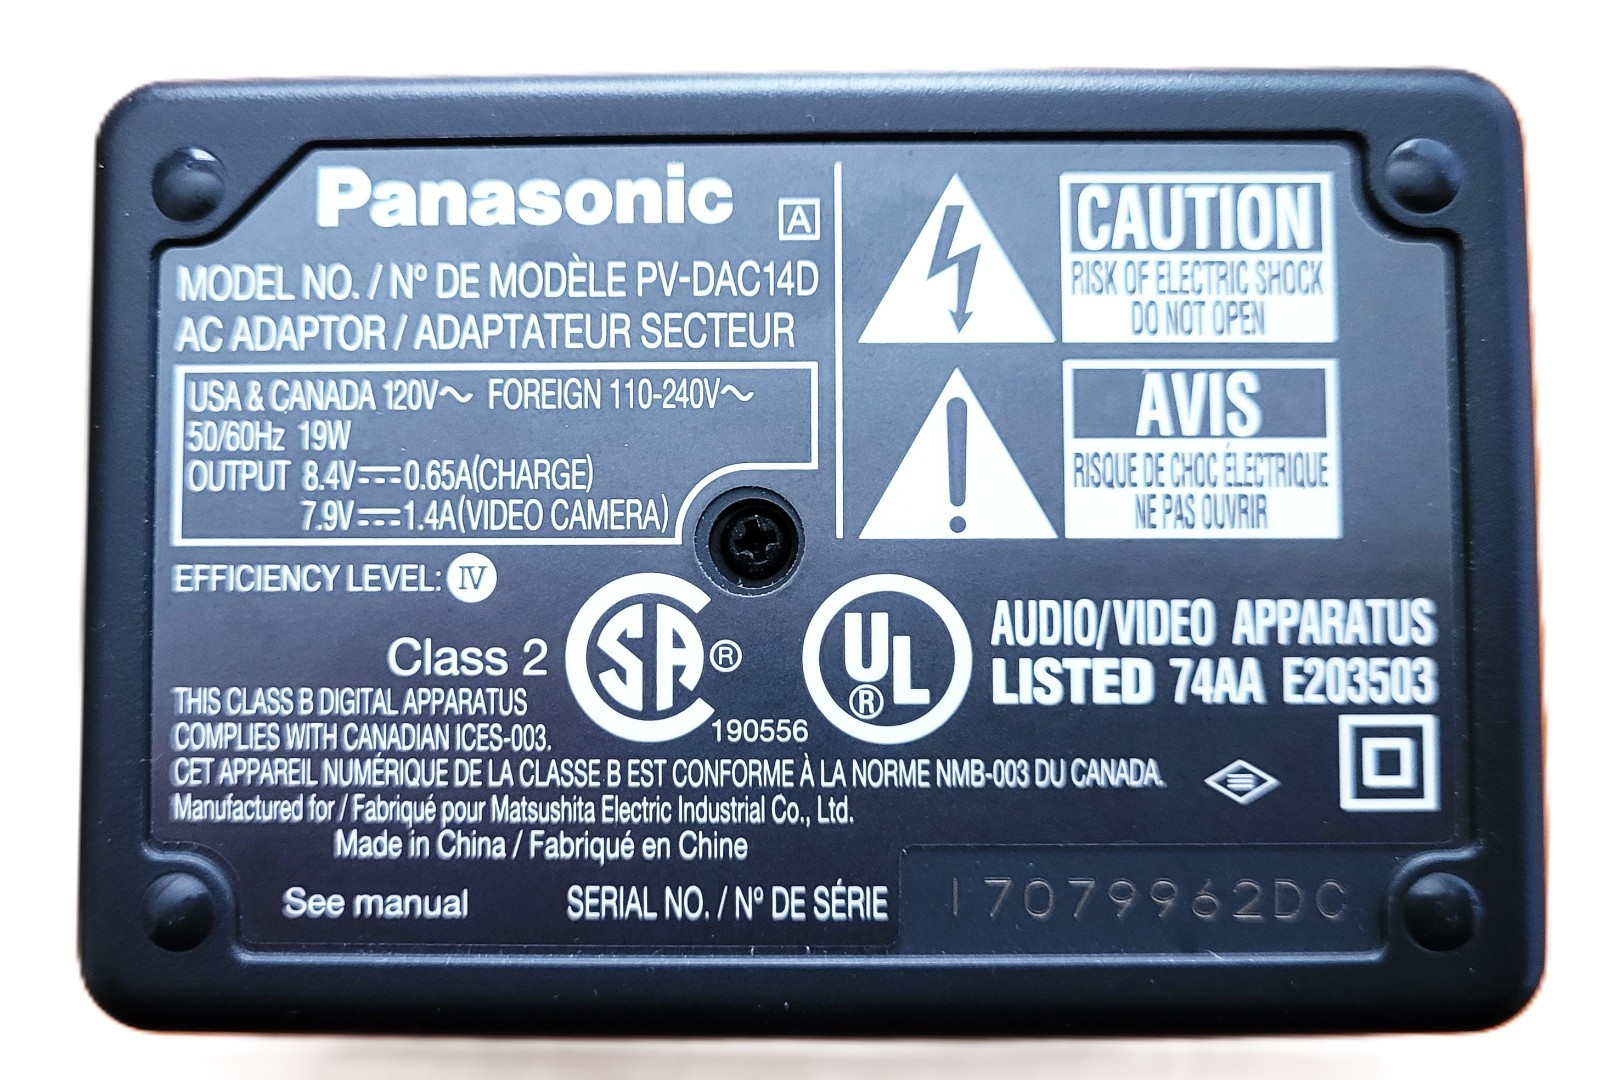 Panasonic A
MODEL NO. / Nº DE MODÈLE PV-DAC14D
AC ADAPTOR / ADAPTATEUR SECTEUR
USA & CANADA 120V～ FOREIGN 110-240V～
50/60Hz 19W
OUTPUT 8.4V⎓0.65A(CHARGE)
7.9V⎓1.4A(VIDEO CAMERA)
EFFICIENCY LEVEL: IV
CAUTION
RISK OF ELECTRIC SHOCK
DO NOT OPEN
AVIS
RISQUE DE CHOC ÉLECTRIQUE
NE PAS OUVRIR
Class 2 SA ®
190556
UL ®
AUDIO/VIDEO APPARATUS
LISTED 74AA E203503
THIS CLASS B DIGITAL APPARATUS
COMPLIES WITH CANADIAN ICES-003.
CET APPAREIL NUMÉRIQUE DE LA CLASSE B EST CONFORME À LA NORME NMB-003 DU CANADA.
Manufactured for / Fabriqué pour Matsushita Electric Industrial Co., Ltd.
Made in China / Fabriqué en Chine
See manual
SERIAL NO. / Nº DE SÉRIE 17079962DC